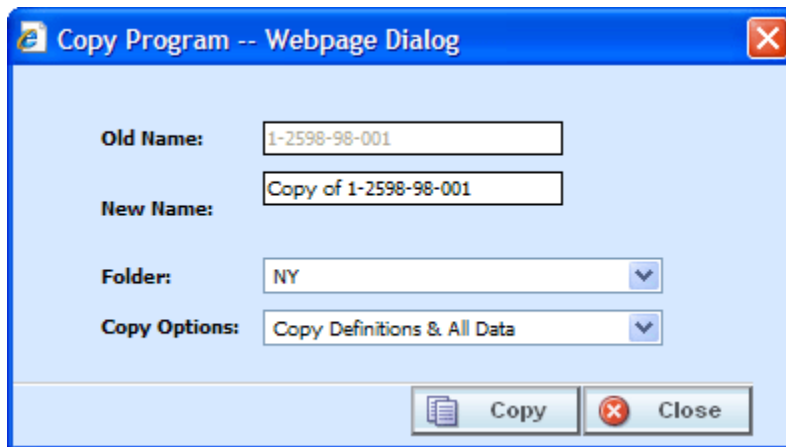 Copy Program -- Webpage Dialog
Old Name: 1-2598-98-001
New Name: Copy of 1-2598-98-001
Folder: NY
Copy Options: Copy Definitions & All Data
Copy Close